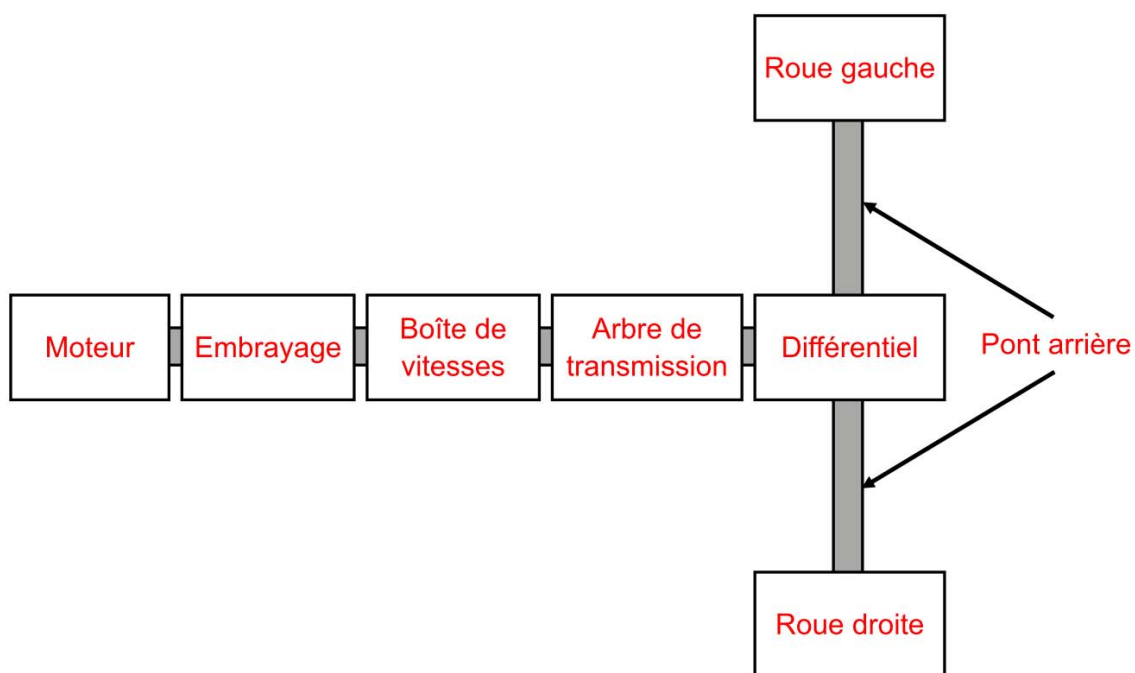 Roue gauche
Moteur
Embrayage
Boîte de
vitesses
Arbre de
transmission
Différentiel
Pont arrière
Roue droite